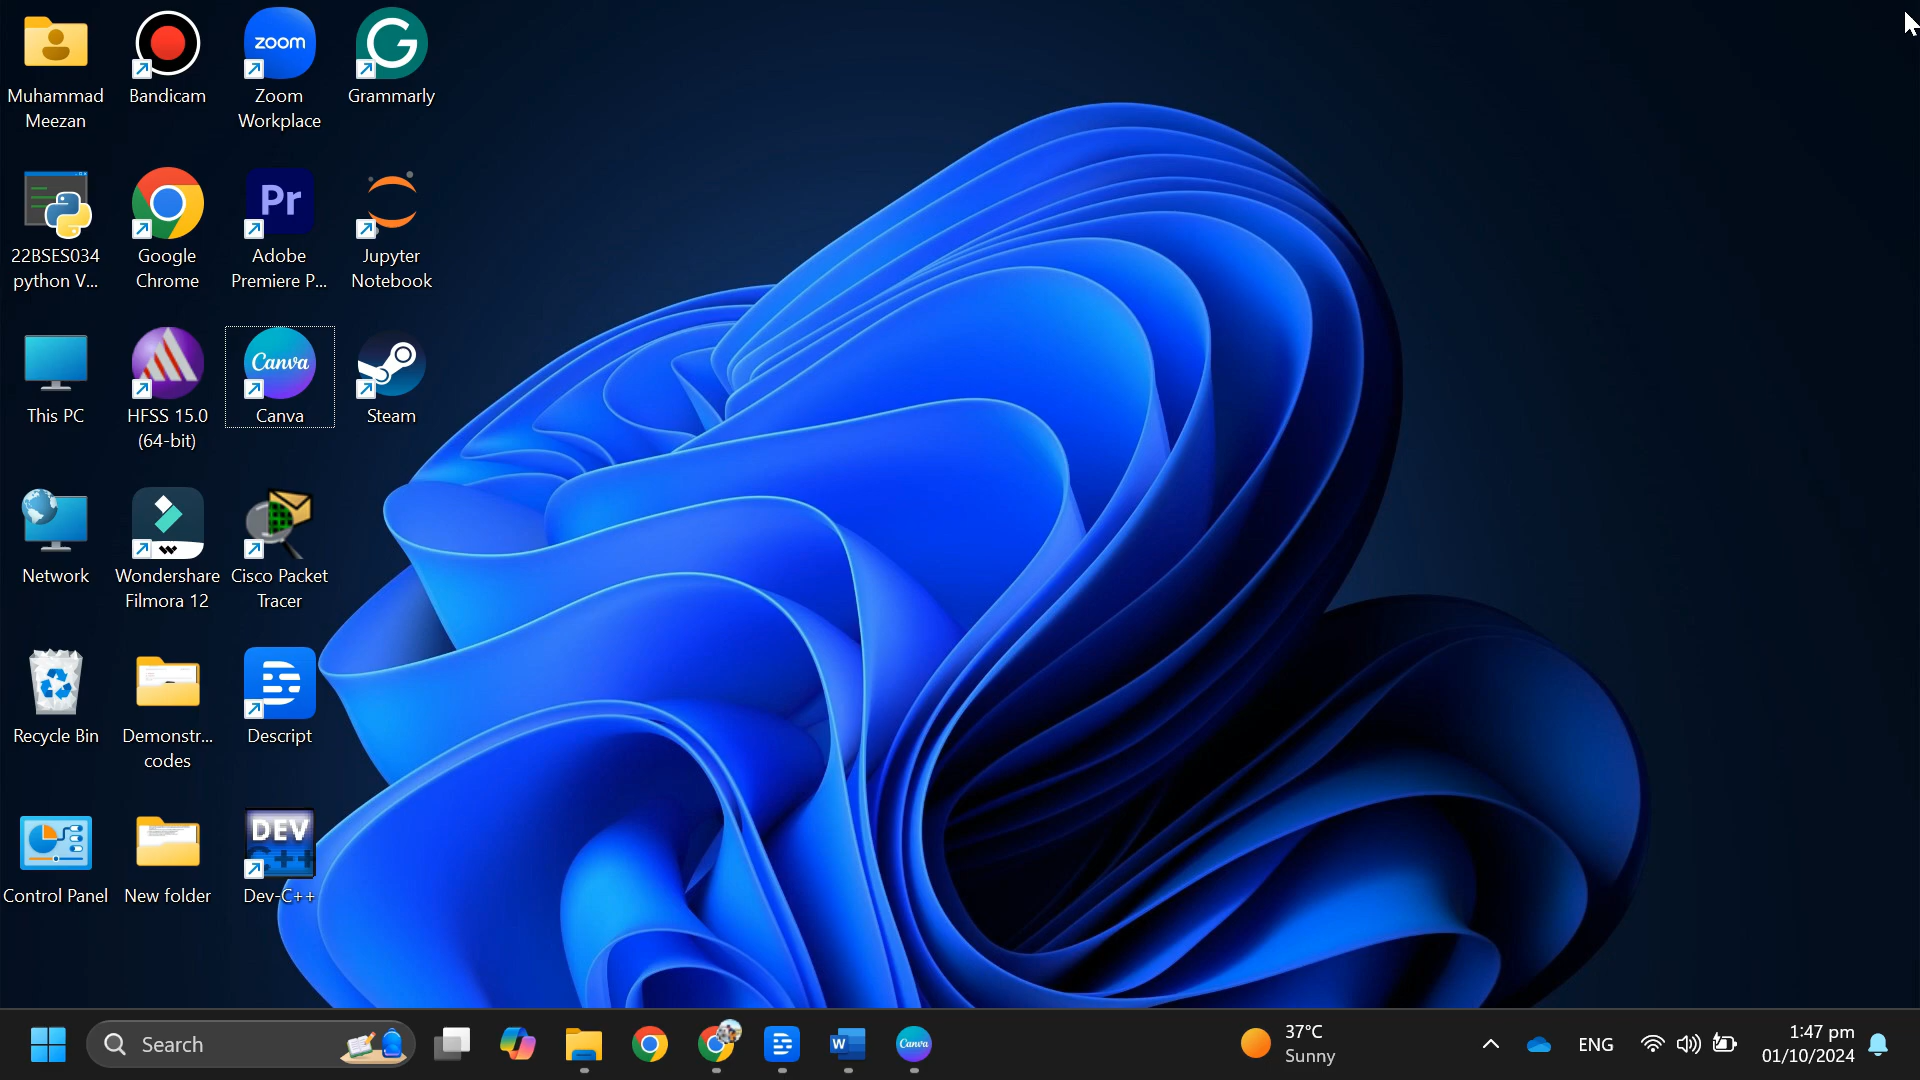 Muhammad
Meezan
Bandicam
zoom
Zoom
Workplace
G
Grammarly
22BSES034
python V...
Google
Chrome
Pr
Adobe
Premiere P...
Jupyter
Notebook
This PC
HFSS 15.0
(64-bit)
Canva
Canva
Steam
Network
Wondershare
Filmora 12
Cisco Packet
Tracer
Recycle Bin
Demonstr...
codes
Descript
Control Panel
New folder
DEV
C++
Dev-C++
Search
W
Canva
37°C
Sunny
ENG
1:47 pm
01/10/2024